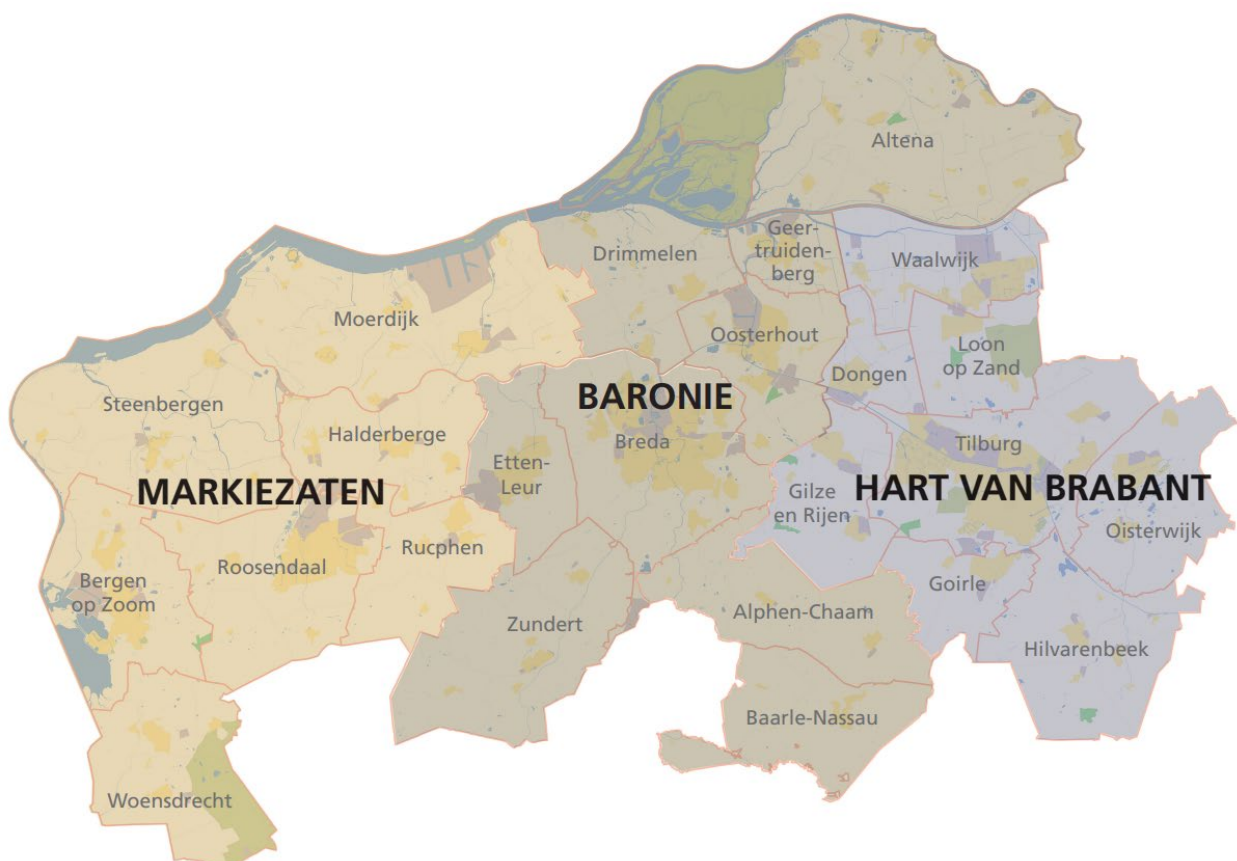 Altena
Drimmelen
Geer-
truiden-
berg
Waalwijk
Moerdijk
Oosterhout
Loon
op Zand
Dongen
Steenbergen
BARONIE
Halderberge
Breda
Tilburg
Etten-
Leur
MARKIEZATEN
Gilze
en Rijen
HART VAN BRABANT
Oisterwijk
Rucphen
Roosendaal
Bergen
op Zoom
Goirle
Zundert
Alphen-Chaam
Hilvarenbeek
Baarle-Nassau
Woensdrecht